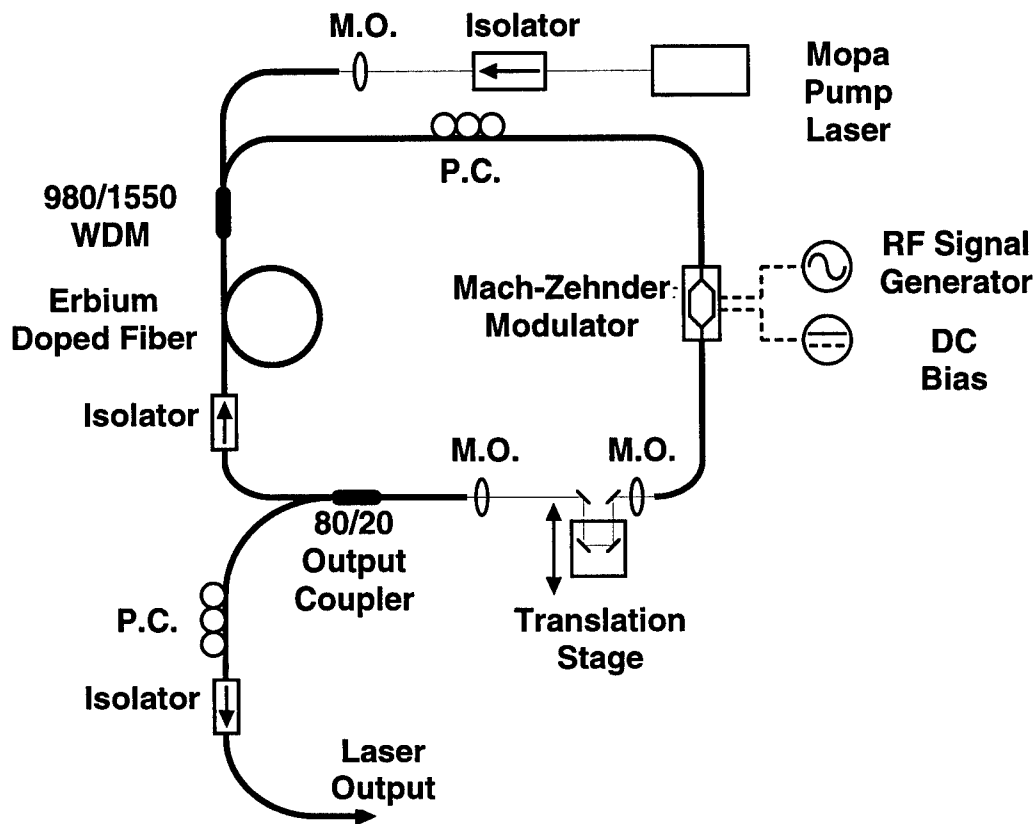 M.O.
Isolator
Mopa
Pump
Laser
P.C.
980/1550
WDM
RF Signal
Generator
Mach-Zehnder
Modulator
Erbium
Doped Fiber
DC
Bias
Isolator
M.O.
M.O.
80/20
Output
Coupler
P.C.
Translation
Stage
Isolator
Laser
Output